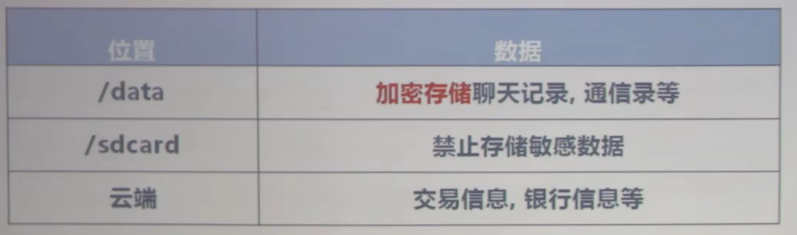 位置 数据
/data 加密存储聊天记录, 通信录等
/sdcard 禁止存储敏感数据
云端 交易信息, 银行信息等